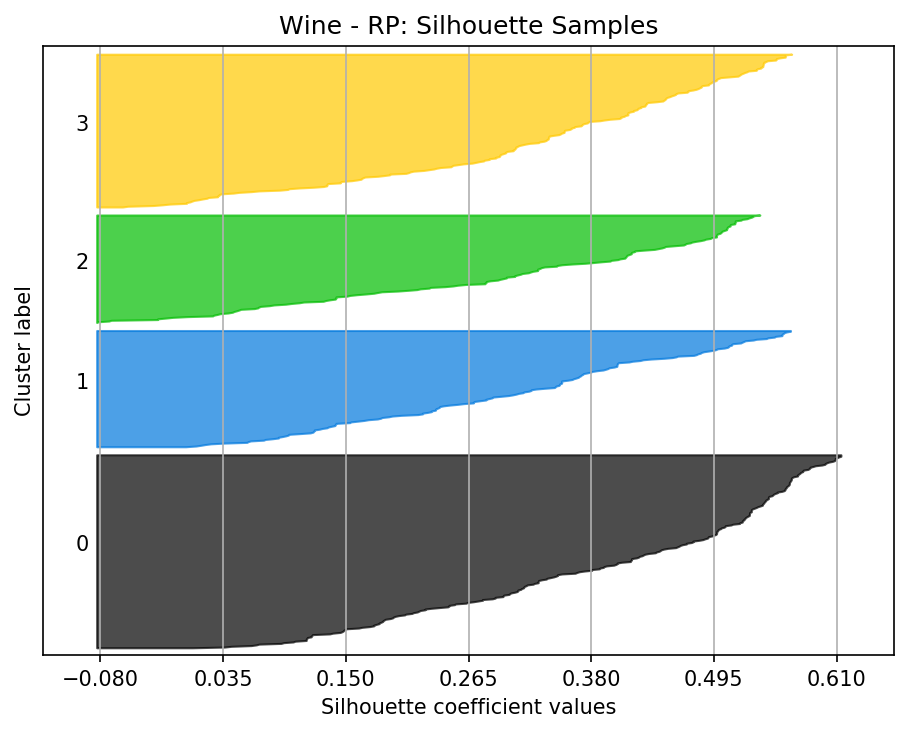 Wine - RP: Silhouette Samples
Cluster label
3
2
1
0
−0.080 0.035 0.150 0.265 0.380 0.495 0.610
Silhouette coefficient values